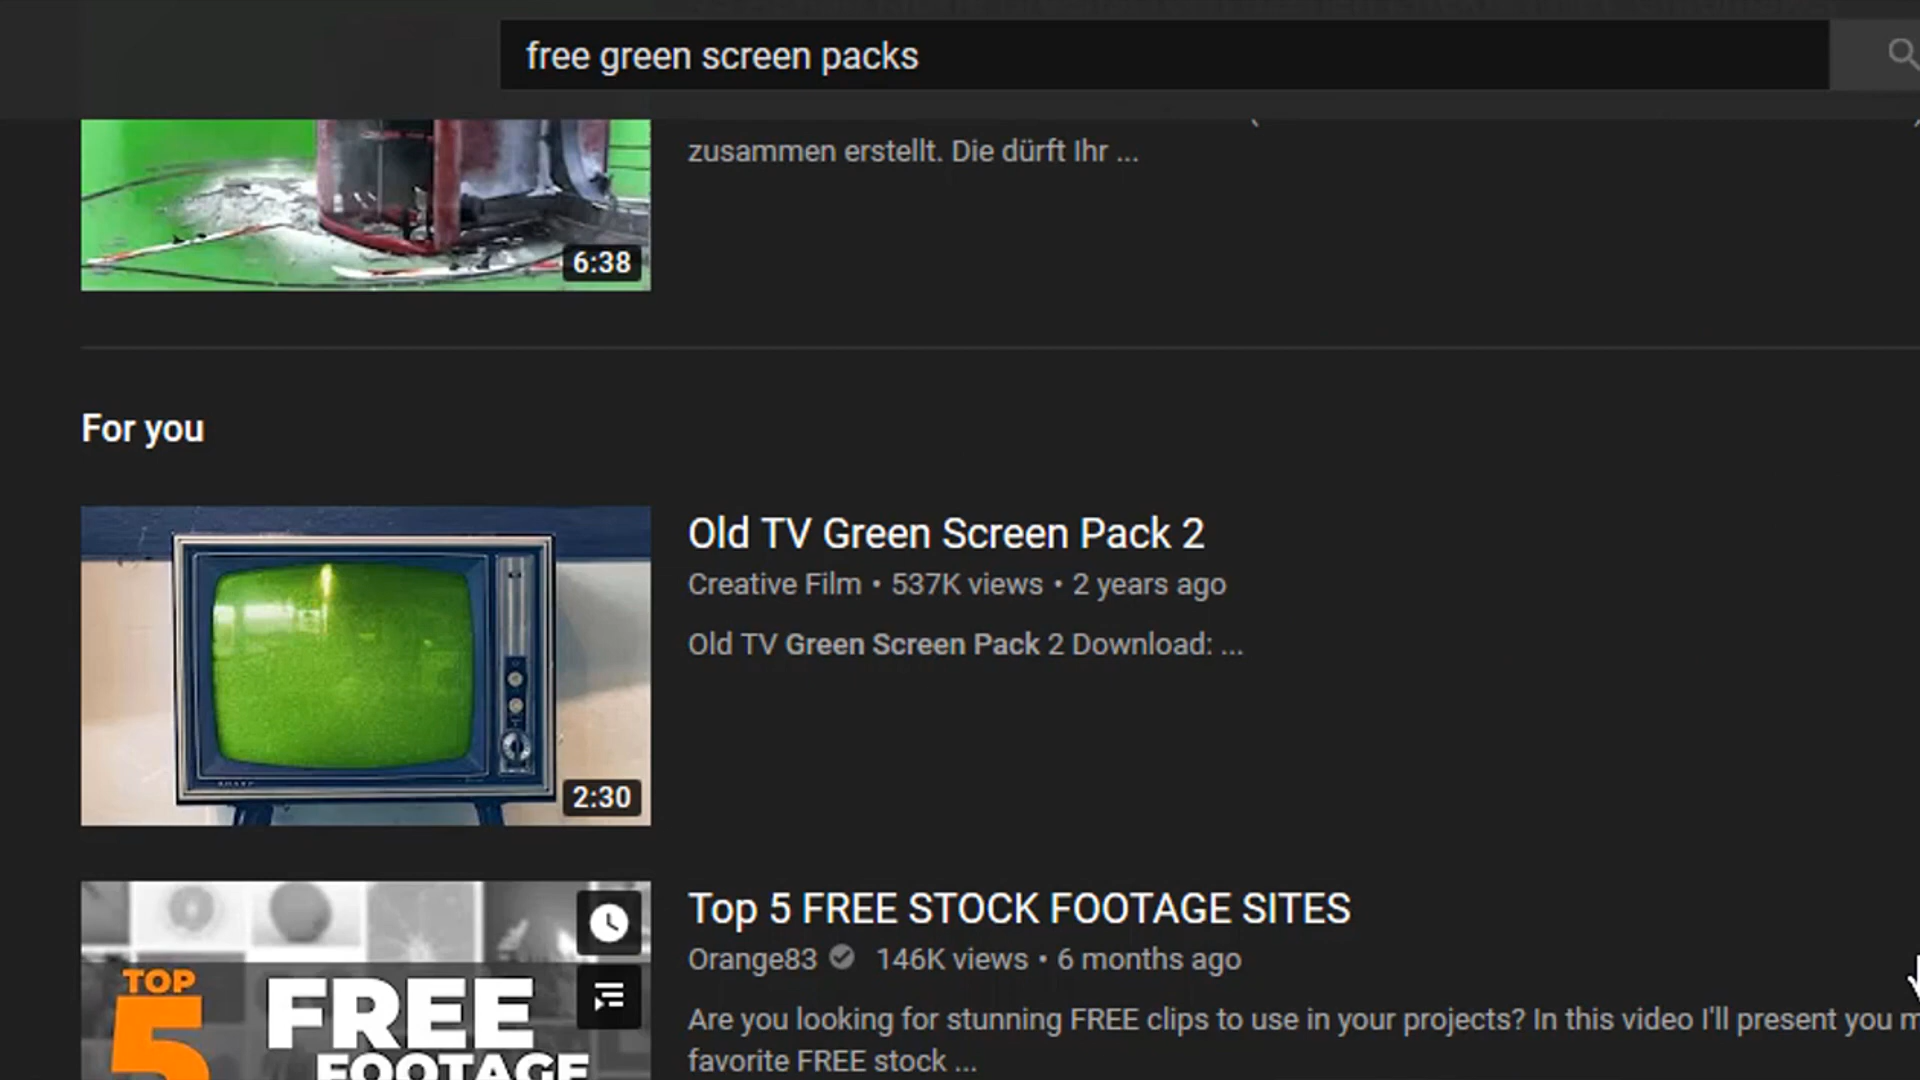 free green screen packs
zusammen erstellt. Die dürft Ihr ...
6:38
For you
Old TV Green Screen Pack 2
Creative Film • 537K views • 2 years ago
Old TV Green Screen Pack 2 Download: ...
2:30
Top 5 FREE STOCK FOOTAGE SITES
Orange83 146K views • 6 months ago
Are you looking for stunning FREE clips to use in your projects? In this video I'll present you
favorite FREE stock ...
TOP
5
FREE
FOOTAGE